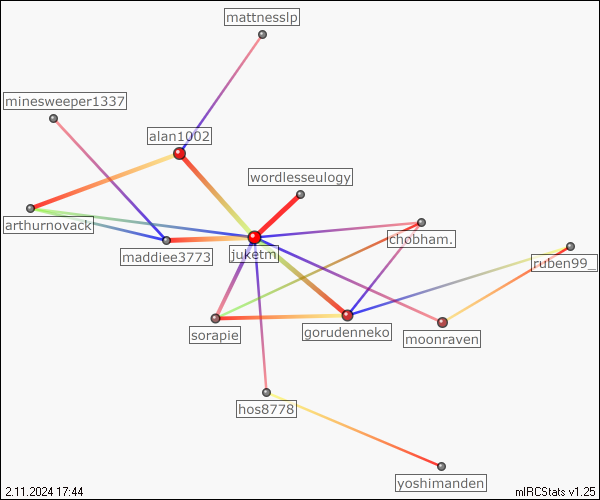 mattnesslp
minesweeper1337
alan1002
wordlesseulogy
arthurnovack
chobham.
maddiee3773
juketm
ruben99_
sorapie
gorudenneko
moonraven
hos8778
yoshimanden
2.11.2024 17:44
mIRCStats v1.25